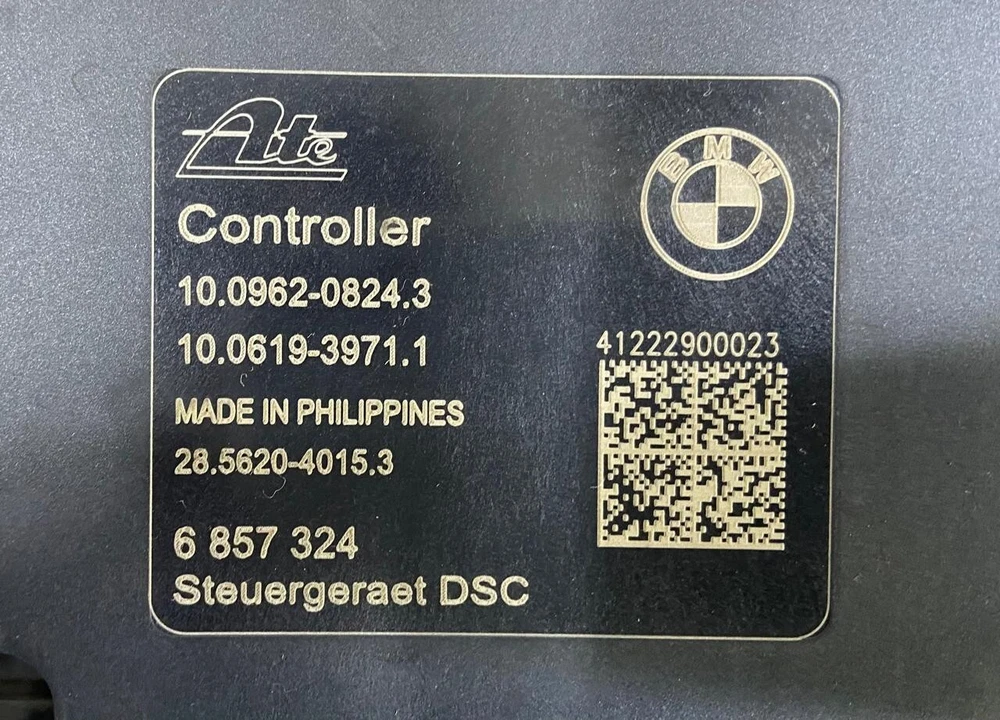 Ate
BMW
Controller
10.0962-0824.3
10.0619-3971.1
41222900023
MADE IN PHILIPPINES
28.5620-4015.3
6 857 324
Steuergeraet DSC